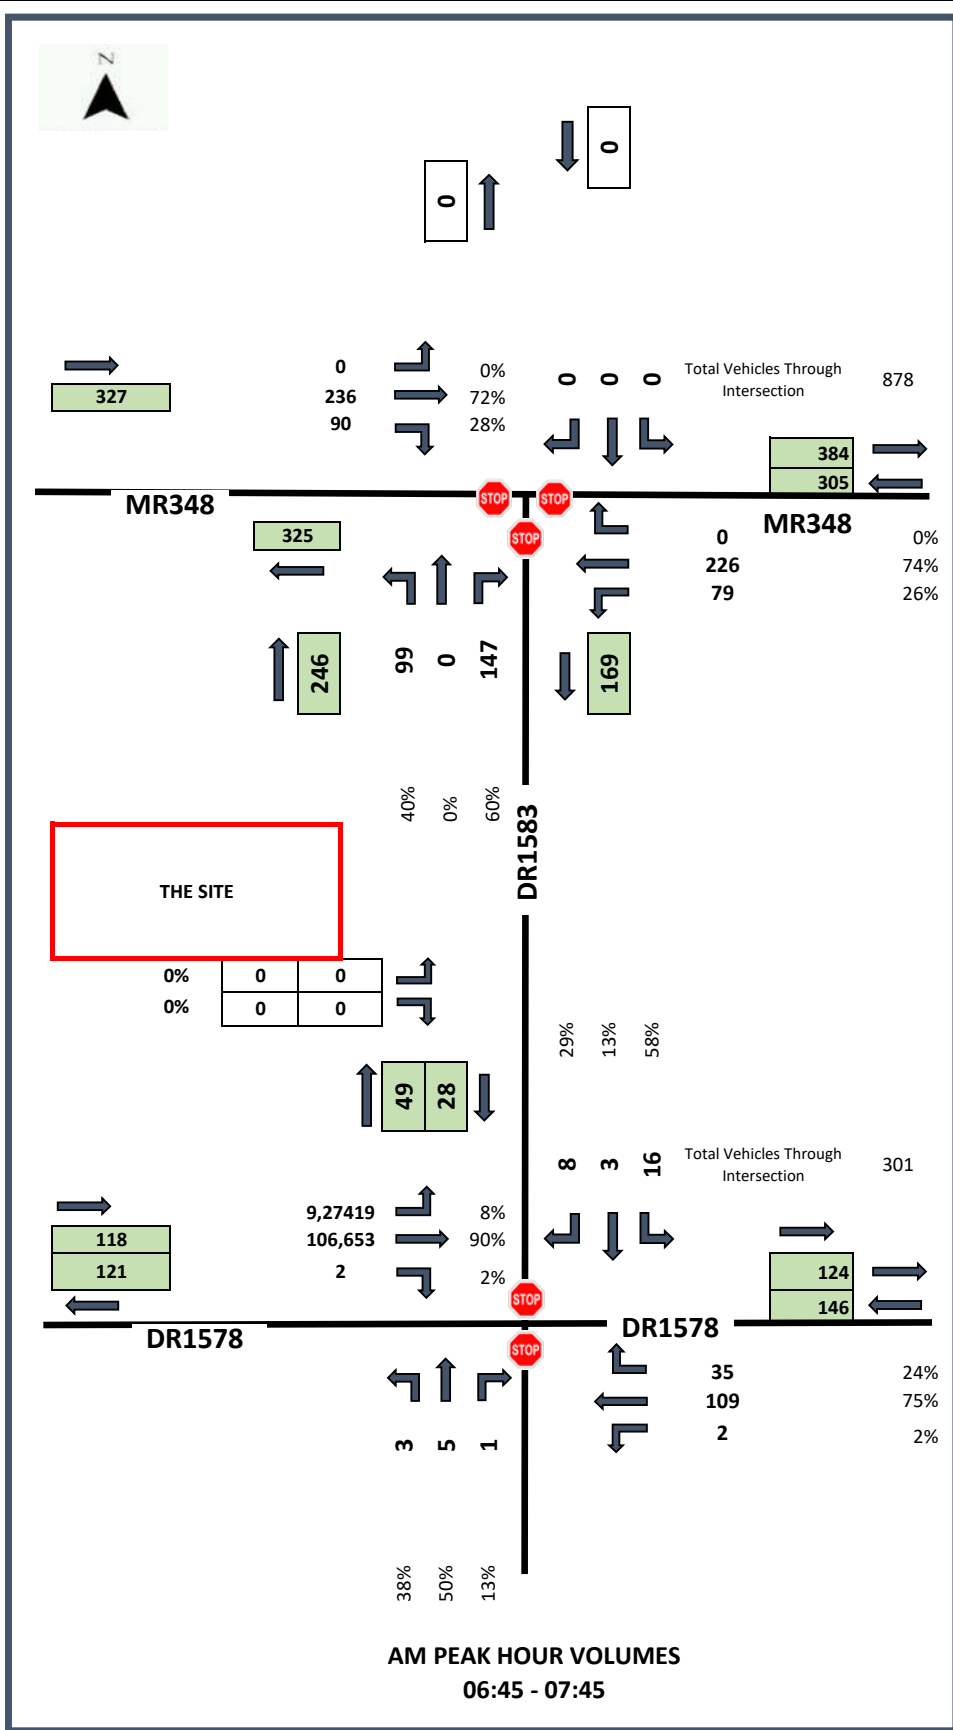 N
0
0
0 0%
327 236 72%
90 28%
0 0 0
Total Vehicles Through
Intersection
878
384
305
STOP STOP
MR348
MR348
STOP
325
0 0%
226 74%
79 26%
246
99 0 147
169
40% 0% 60%
DR1583
THE SITE
0% 0 0
0% 0 0
29% 13% 58%
49 28
8 3 16
Total Vehicles Through
Intersection
301
9,27419 8%
118 106,653 90%
121 2 2%
124
146
STOP
DR1578
DR1578
STOP
35 24%
109 75%
2 2%
3 5 1
38% 50% 13%
AM PEAK HOUR VOLUMES
06:45 - 07:45